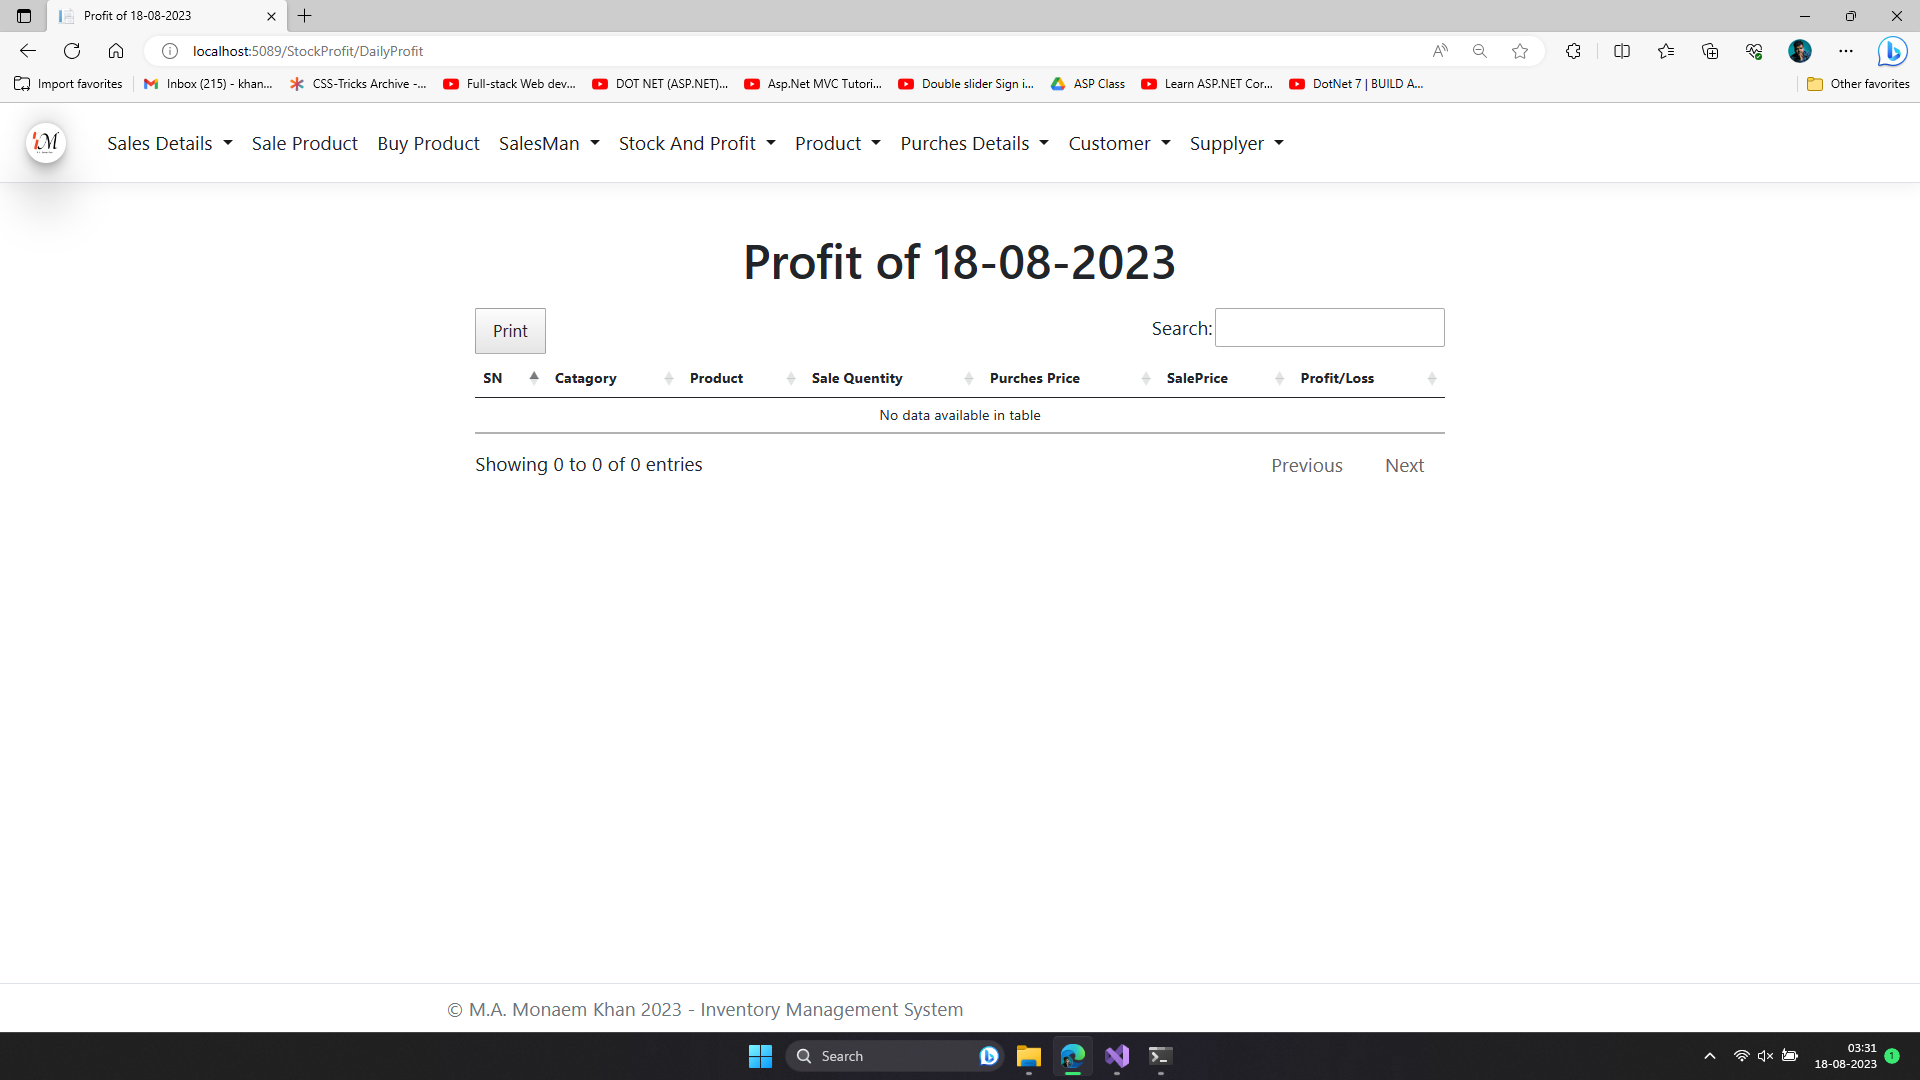 Profit of 18-08-2023
localhost:5089/StockProfit/DailyProfit
Import favorites Inbox (215) - khan... CSS-Tricks Archive -... Full-stack Web dev... DOT NET (ASP.NET)... Asp.Net MVC Tutori... Double slider Sign i... ASP Class Learn ASP.NET Cor... DotNet 7 | BUILD A... Other favorites
Sales Details Sale Product Buy Product SalesMan Stock And Profit Product Purches Details Customer Supplyer
Profit of 18-08-2023
Print Search:
SN Catagory Product Sale Quentity Purches Price SalePrice Profit/Loss
No data available in table
Showing 0 to 0 of 0 entries Previous Next
© M.A. Monaem Khan 2023 - Inventory Management System
Search 03:31
18-08-2023 1